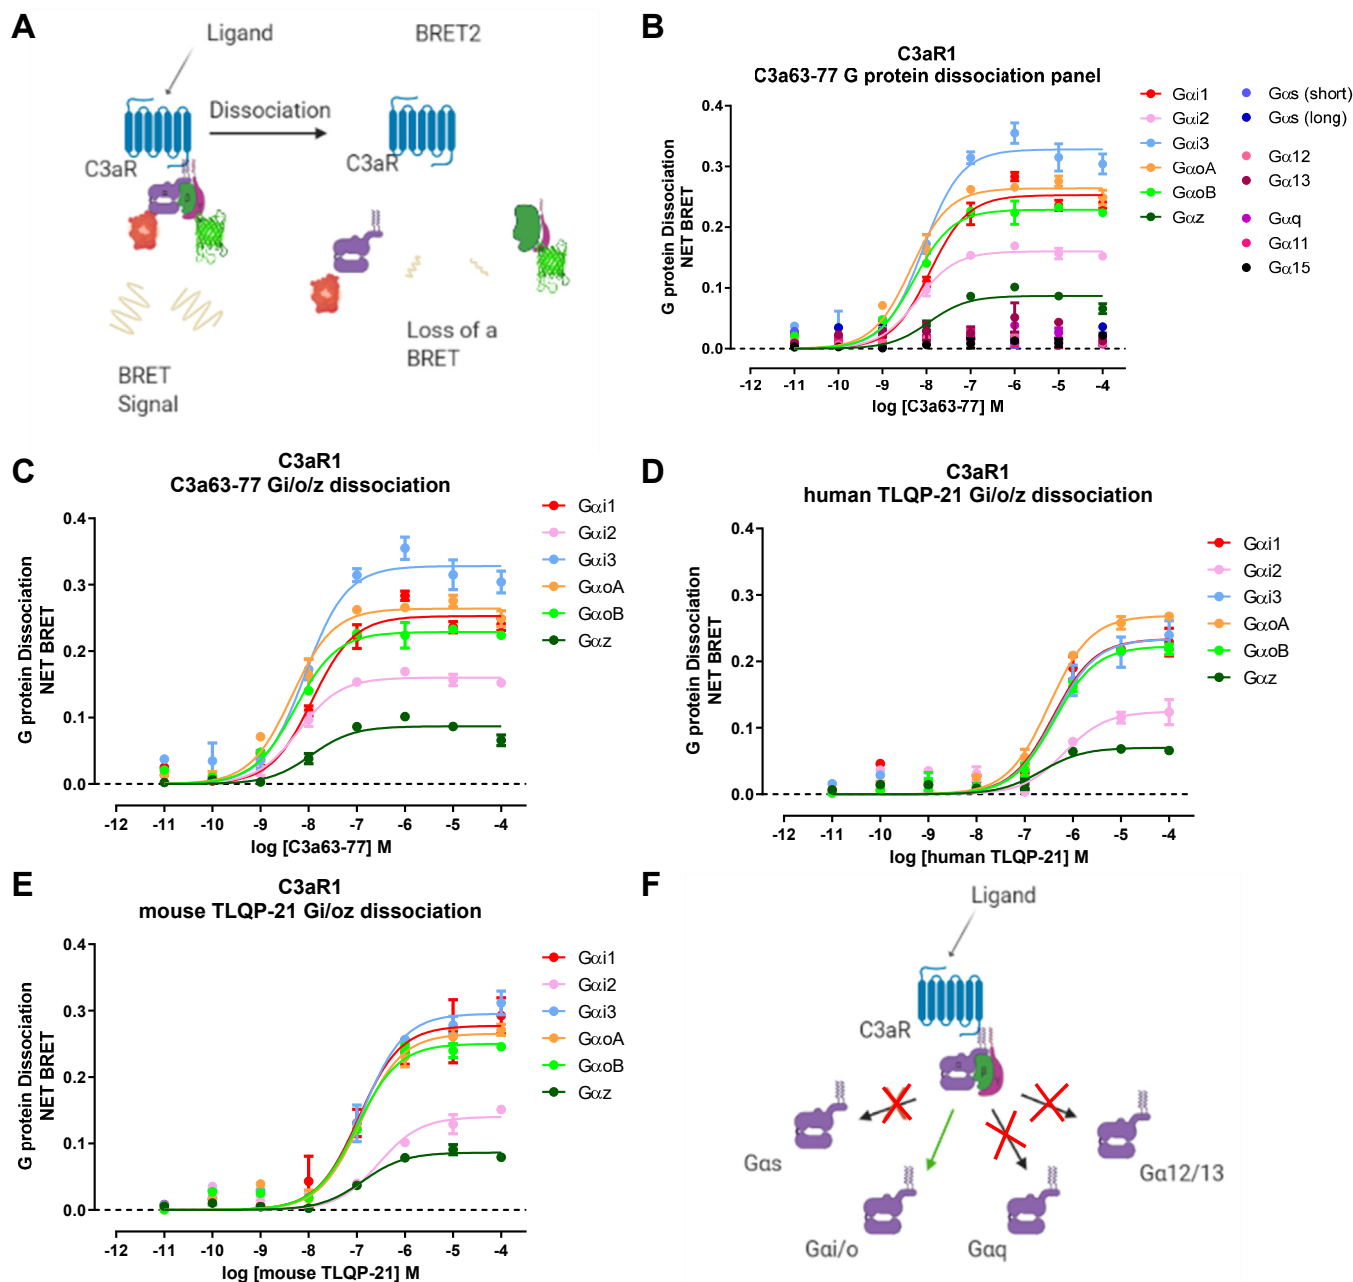 A
Ligand
BRET2
Dissociation
C3aR
C3aR
BRET
Signal
Loss of a
BRET
B
C3aR1
C3a63-77 G protein dissociation panel
G protein Dissociation
NET BRET
0.4
0.3
0.2
0.1
0.0
-12 -11 -10 -9 -8 -7 -6 -5 -4
log [C3a63-77] M
Gαi1
Gαi2
Gαi3
GαoA
GαoB
Gαz
Gαs (short)
Gαs (long)
Gα12
Gα13
Gαq
Gα11
Gα15
C
C3aR1
C3a63-77 Gi/o/z dissociation
G protein Dissociation
NET BRET
0.4
0.3
0.2
0.1
0.0
-12 -11 -10 -9 -8 -7 -6 -5 -4
log [C3a63-77] M
Gαi1
Gαi2
Gαi3
GαoA
GαoB
Gαz
D
C3aR1
human TLQP-21 Gi/o/z dissociation
G protein Dissociation
NET BRET
0.4
0.3
0.2
0.1
0.0
-12 -11 -10 -9 -8 -7 -6 -5 -4
log [human TLQP-21] M
Gαi1
Gαi2
Gαi3
GαoA
GαoB
Gαz
E
C3aR1
mouse TLQP-21 Gi/oz dissociation
G protein Dissociation
NET BRET
0.4
0.3
0.2
0.1
0.0
-12 -11 -10 -9 -8 -7 -6 -5 -4
log [mouse TLQP-21] M
Gαi1
Gαi2
Gαi3
GαoA
GαoB
Gαz
F
Ligand
C3aR
Gαs
Gαi/o
Gαq
Gα12/13